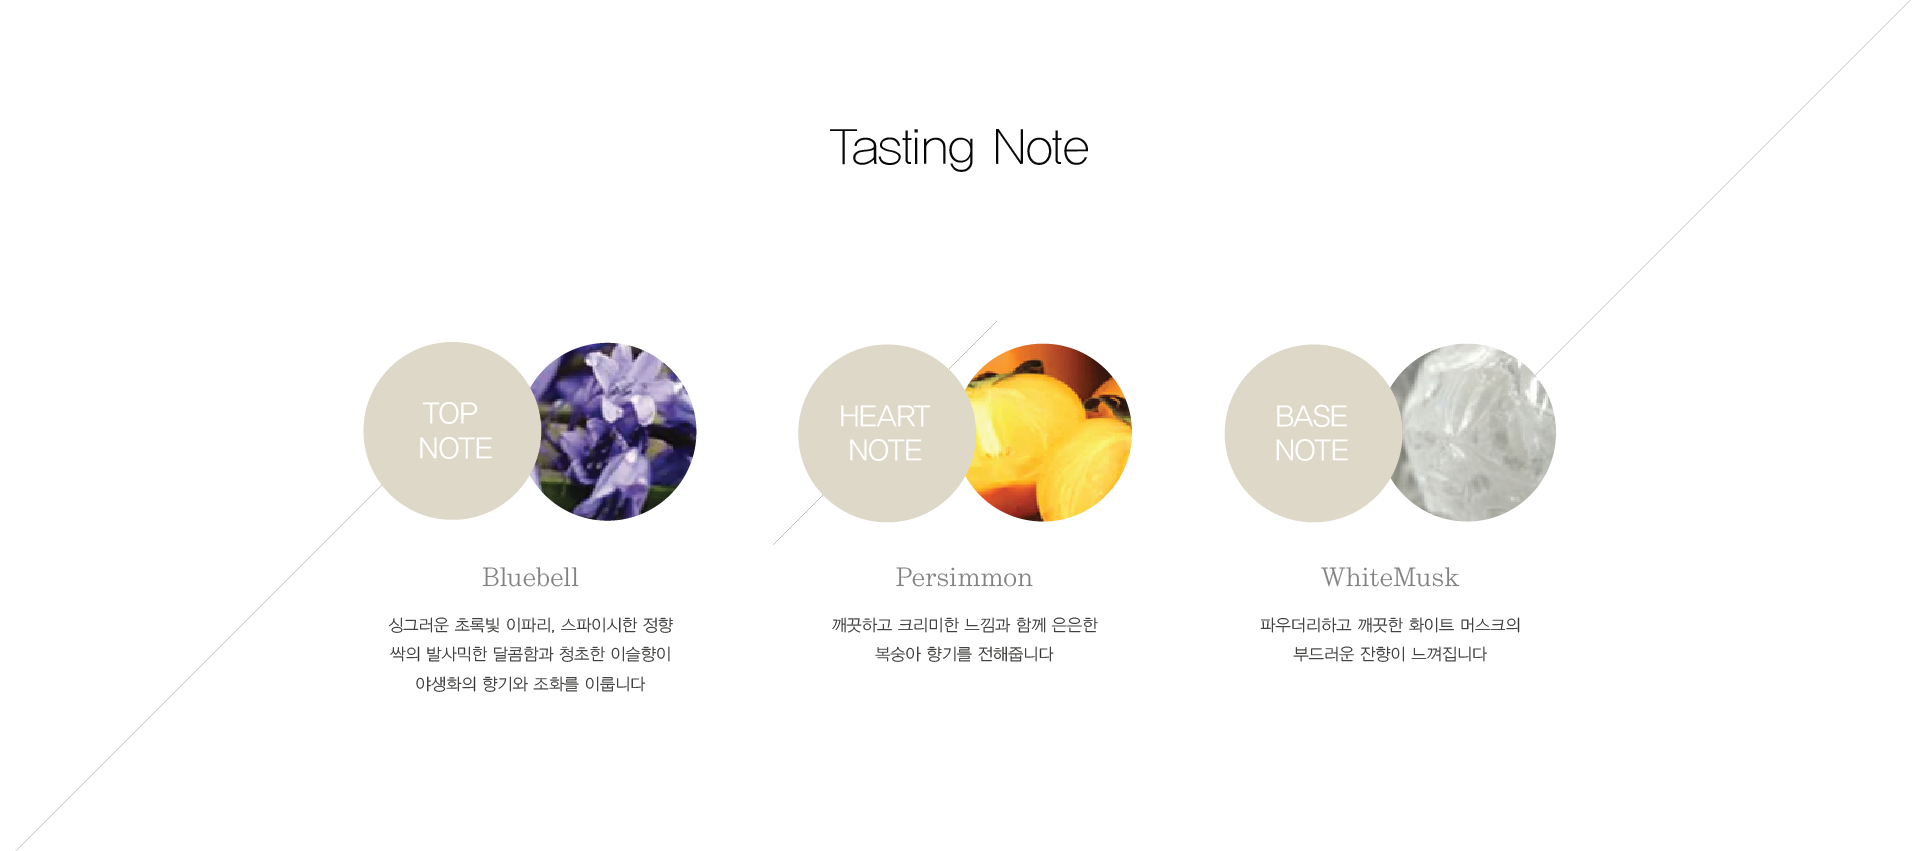 Tasting Note
TOP
NOTE
Bluebell
싱그러운 초록빛 이파리, 스파이시한 정향
싹의 발사믹한 달콤함과 청초한 이슬향이
야생화의 향기와 조화를 이룹니다
HEART
NOTE
Persimmon
깨끗하고 크리미한 느낌과 함께 은은한
복숭아 향기를 전해줍니다
BASE
NOTE
WhiteMusk
파우더리하고 깨끗한 화이트 머스크의
부드러운 잔향이 느껴집니다